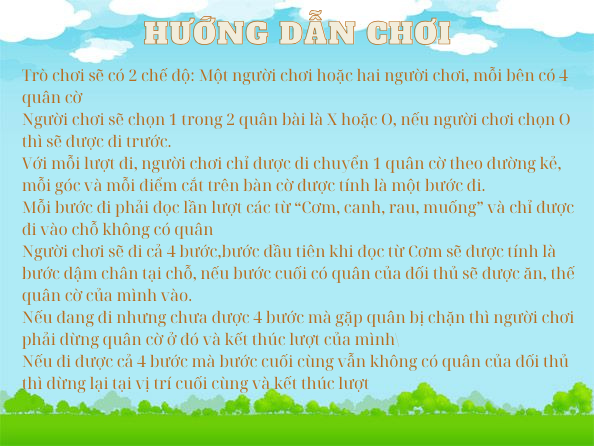 HƯỚNG DẪN CHƠI
Trò chơi sẽ có 2 chế độ: Một người chơi hoặc hai người chơi, mỗi bên có 4
quân cờ
Người chơi sẽ chọn 1 trong 2 quân bài là X hoặc O, nếu người chơi chọn O
thì sẽ được đi trước.
Với mỗi lượt đi, người chơi chỉ được di chuyển 1 quân cờ theo đường kẻ,
mỗi góc và mỗi điểm cắt trên bàn cờ được tính là một bước đi.
Mỗi bước đi phải đọc lần lượt các từ “Cơm, canh, rau, muống” và chỉ được
đi vào chỗ không có quân
Người chơi sẽ đi cả 4 bước,bước đầu tiên khi đọc từ Cơm sẽ được tính là
bước dậm chân tại chỗ, nếu bước cuối có quân của đối thủ sẽ được ăn, thế
quân cờ của mình vào.
Nếu đang đi nhưng chưa được 4 bước mà gặp quân bị chặn thì người chơi
phải dừng quân cờ ở đó và kết thúc lượt của mình\
Nếu đi được cả 4 bước mà bước cuối cùng vẫn không có quân của đối thủ
thì dừng lại tại vị trí cuối cùng và kết thúc lượt